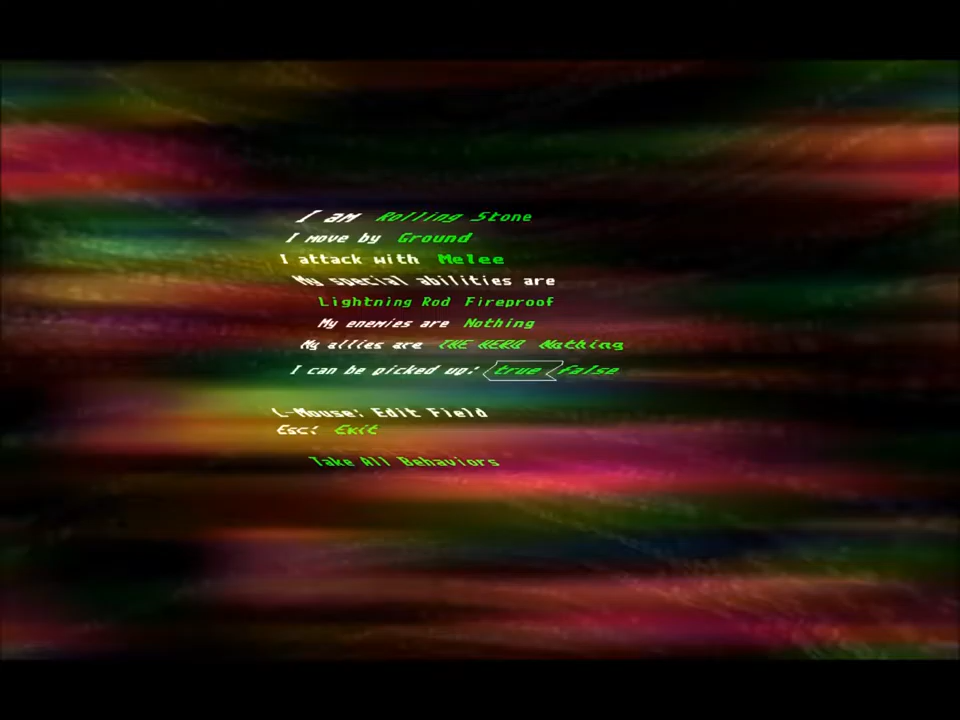 I am Rolling Stone
I move by Ground
I attack with Melee
My special abilities are
Lightning Rod Fireproof
My enemies are Nothing
My allies are THE HERO Nothing
I can be picked up: true false
L-Mouse: Edit Field
Esc: Exit
Take All Behaviors